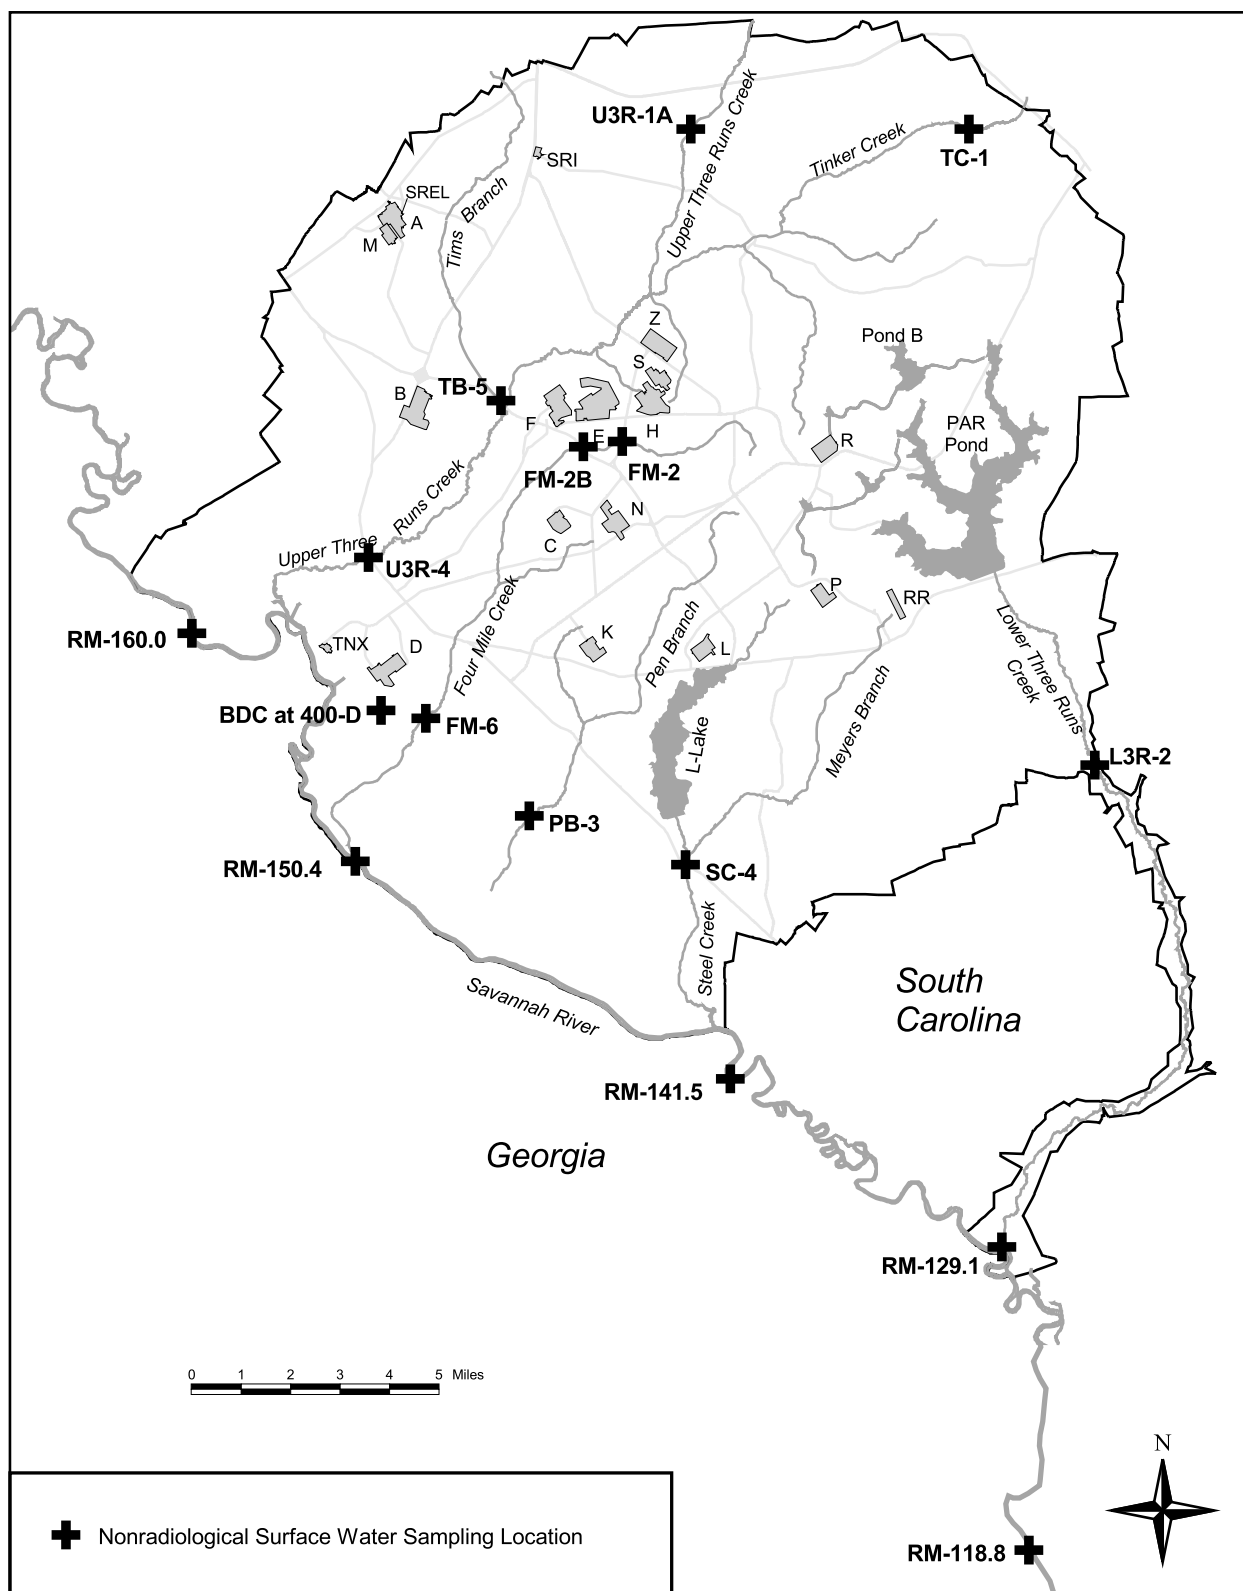 U3R-1A
Upper Three Runs Creek
Tinker Creek
TC-1
SRI
SREL
A
M
Tims Branch
Z
S
Pond B
TB-5
B
F
E
H
R
PAR
Pond
FM-2B
FM-2
Runs Creek
Upper Three
N
C
U3R-4
P
RR
RM-160.0
TNX
D
Four Mile Creek
K
Pen Branch
L
Lower Three Runs
Creek
BDC at 400-D
FM-6
L-Lake
Meyers Branch
L3R-2
PB-3
RM-150.4
SC-4
Steel Creek
Savannah River
South
Carolina
RM-141.5
Georgia
RM-129.1
0 1 2 3 4 5 Miles
N
Nonradiological Surface Water Sampling Location
RM-118.8